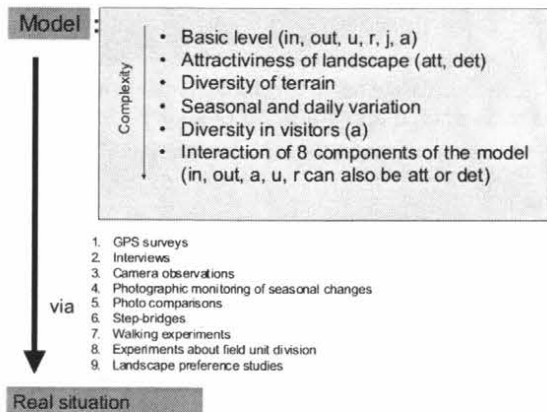 Model :
Complexity
• Basic level (in, out, u, r, j, a)
• Attractiviness of landscape (att, det)
• Diversity of terrain
• Seasonal and daily variation
• Diversity in visitors (a)
• Interaction of 8 components of the model
(in, out, a, u, r can also be att or det)
via
1. GPS surveys
2. Interviews
3. Camera observations
4. Photographic monitoring of seasonal changes
5. Photo comparisons
6. Step-bridges
7. Walking experiments
8. Experiments about field unit division
9. Landscape preference studies
Real situation